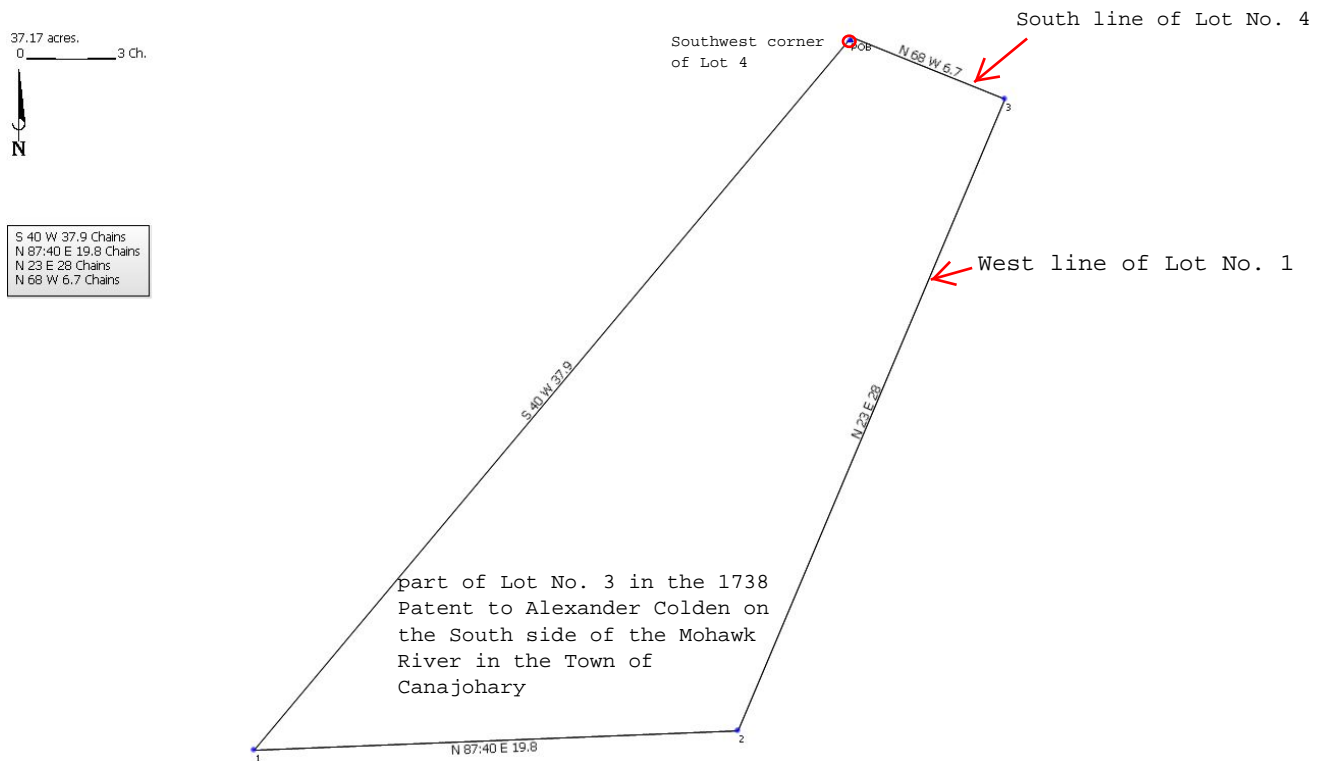 South line of Lot No. 4
37.17 acres.
0 3 Ch.
N
Southwest corner
of Lot 4
POB
N 68 W 6.7
3
S 40 W 37.9 Chains
N 87:40 E 19.8 Chains
N 23 E 28 Chains
N 68 W 6.7 Chains
West line of Lot No. 1
S 40 W 37.9
N 23 E 28
part of Lot No. 3 in the 1738
Patent to Alexander Colden on
the South side of the Mohawk
River in the Town of
Canajohary
2
N 87:40 E 19.8
1